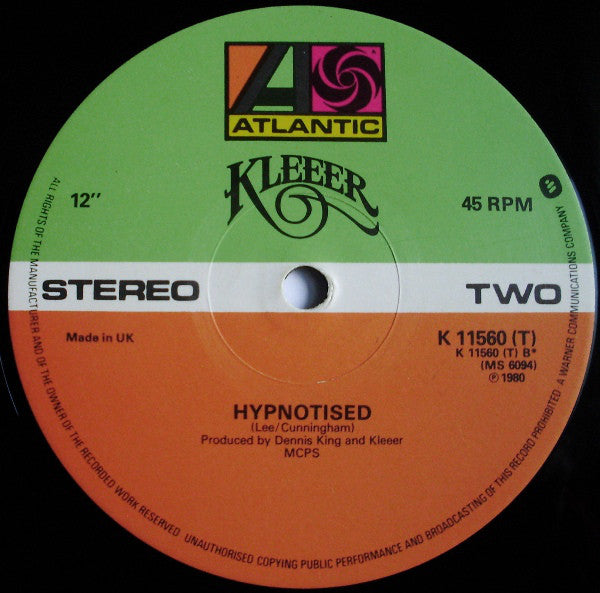 ATLANTIC
KLEEER
12"
45 RPM
STEREO
TWO
Made in UK
K 11560 (T)
K 11560 (T) B*
(MS 6094)
℗ 1980
HYPNOTISED
(Lee/Cunningham)
Produced by Dennis King and Kleeer
MCPS
ALL RIGHTS OF THE MANUFACTURER AND OF THE OWNER OF THE RECORDED WORK RESERVED UNAUTHORISED COPYING PUBLIC PERFORMANCE AND BROADCASTING OF THIS RECORD PROHIBITED A WARNER COMMUNICATIONS COMPANY